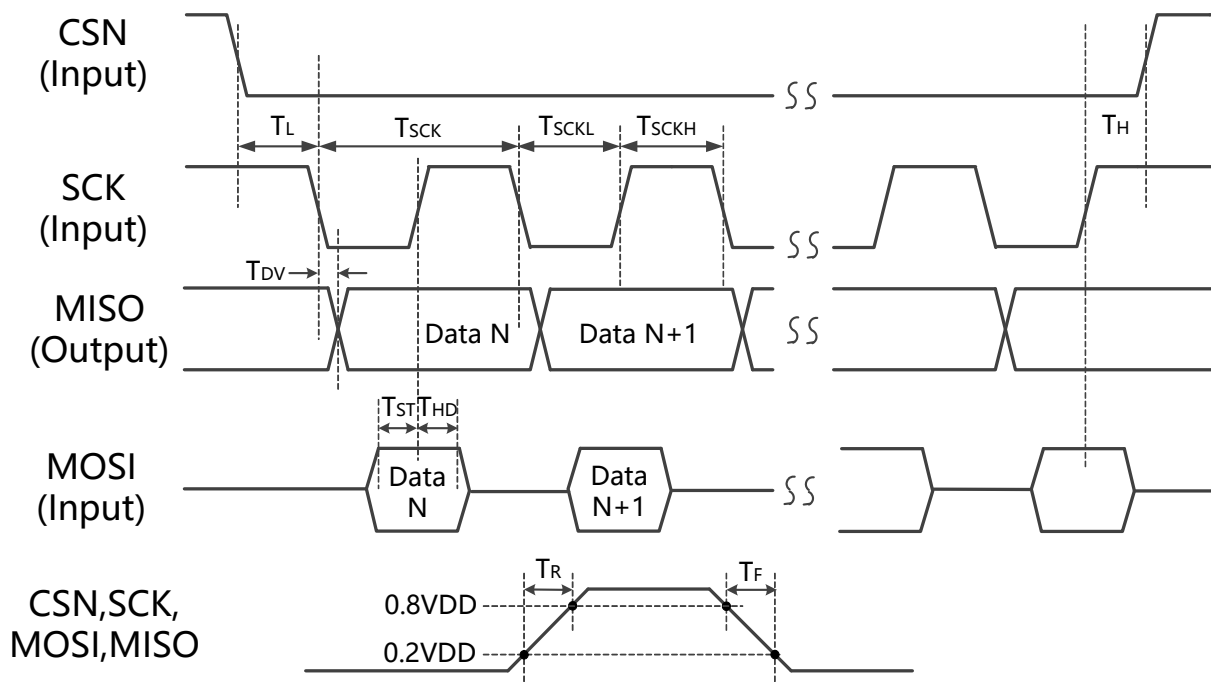 CSN
(Input)
TL
TSCK
TSCKL
TSCKH
TH
SCK
(Input)
TDV
MISO
(Output)
Data N
Data N+1
TST
THD
MOSI
(Input)
Data
N
Data
N+1
TR
TF
CSN,SCK,
MOSI,MISO
0.8VDD
0.2VDD